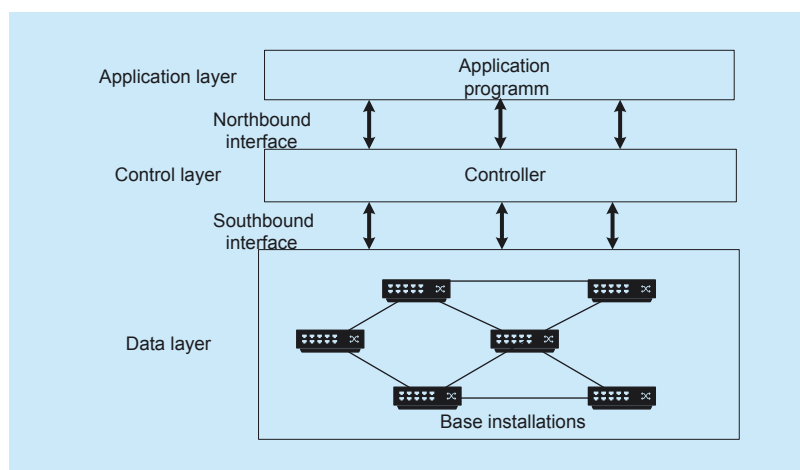 Application layer
Application
programm
Northbound
interface
Control layer
Controller
Southbound
interface
Data layer
Base installations